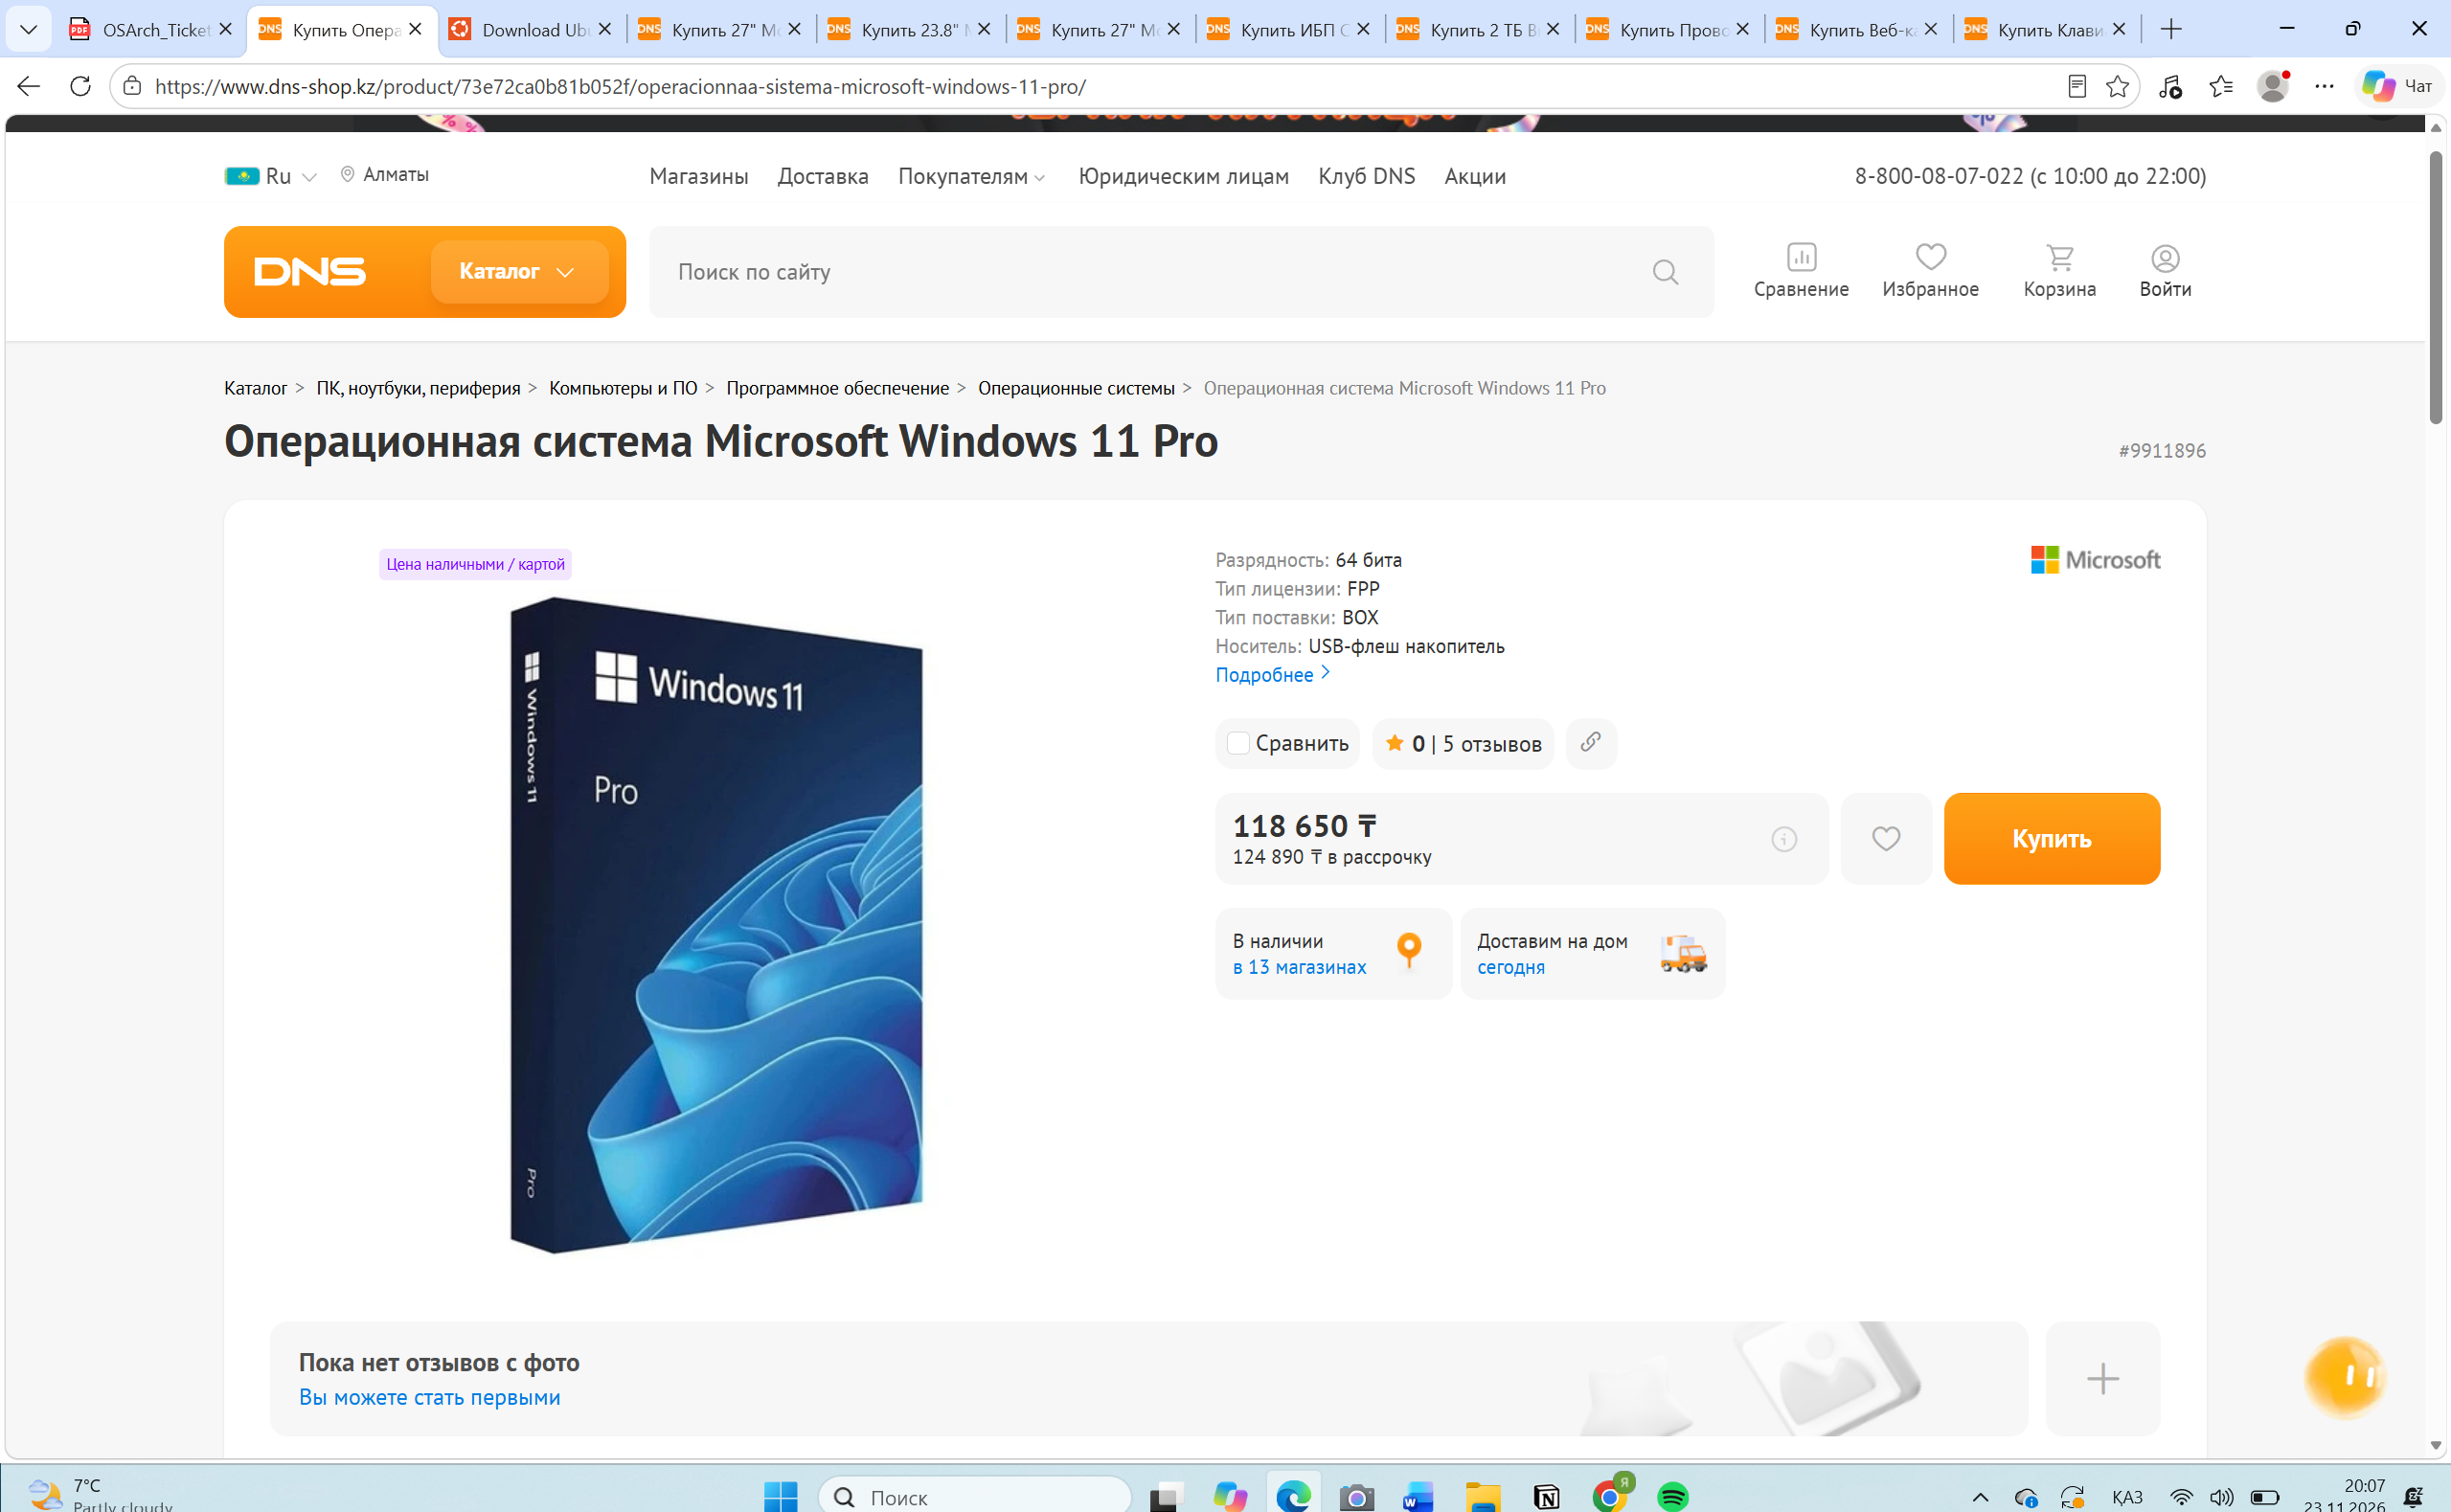 OSArch_Ticket
Купить Опера
Download Ubu
Купить 27" Мо
Купить 23.8" М
Купить 27" Мо
Купить ИБП С
Купить 2 ТБ В
Купить Прово
Купить Веб-ка
Купить Клави
https://www.dns-shop.kz/product/73e72ca0b81b052f/operacionnaa-sistema-microsoft-windows-11-pro/
Чат
Ru
Алматы
Магазины
Доставка
Покупателям
Юридическим лицам
Клуб DNS
Акции
8-800-08-07-022 (с 10:00 до 22:00)
DNS
Каталог
Поиск по сайту
Сравнение
Избранное
Корзина
Войти
Каталог > ПК, ноутбуки, периферия > Компьютеры и ПО > Программное обеспечение > Операционные системы > Операционная система Microsoft Windows 11 Pro
Операционная система Microsoft Windows 11 Pro
#9911896
Цена наличными / картой
Windows 11
Pro
Windows 11
Pro
Разрядность: 64 бита
Тип лицензии: FPP
Тип поставки: BOX
Носитель: USB-флеш накопитель
Подробнее
Microsoft
Сравнить
0 | 5 отзывов
118 650 ₸
124 890 ₸ в рассрочку
Купить
В наличии
в 13 магазинах
Доставим на дом
сегодня
Пока нет отзывов с фото
Вы можете стать первыми
7°C
Partly cloudy
Поиск
ҚАЗ
20:07
23.11.2026